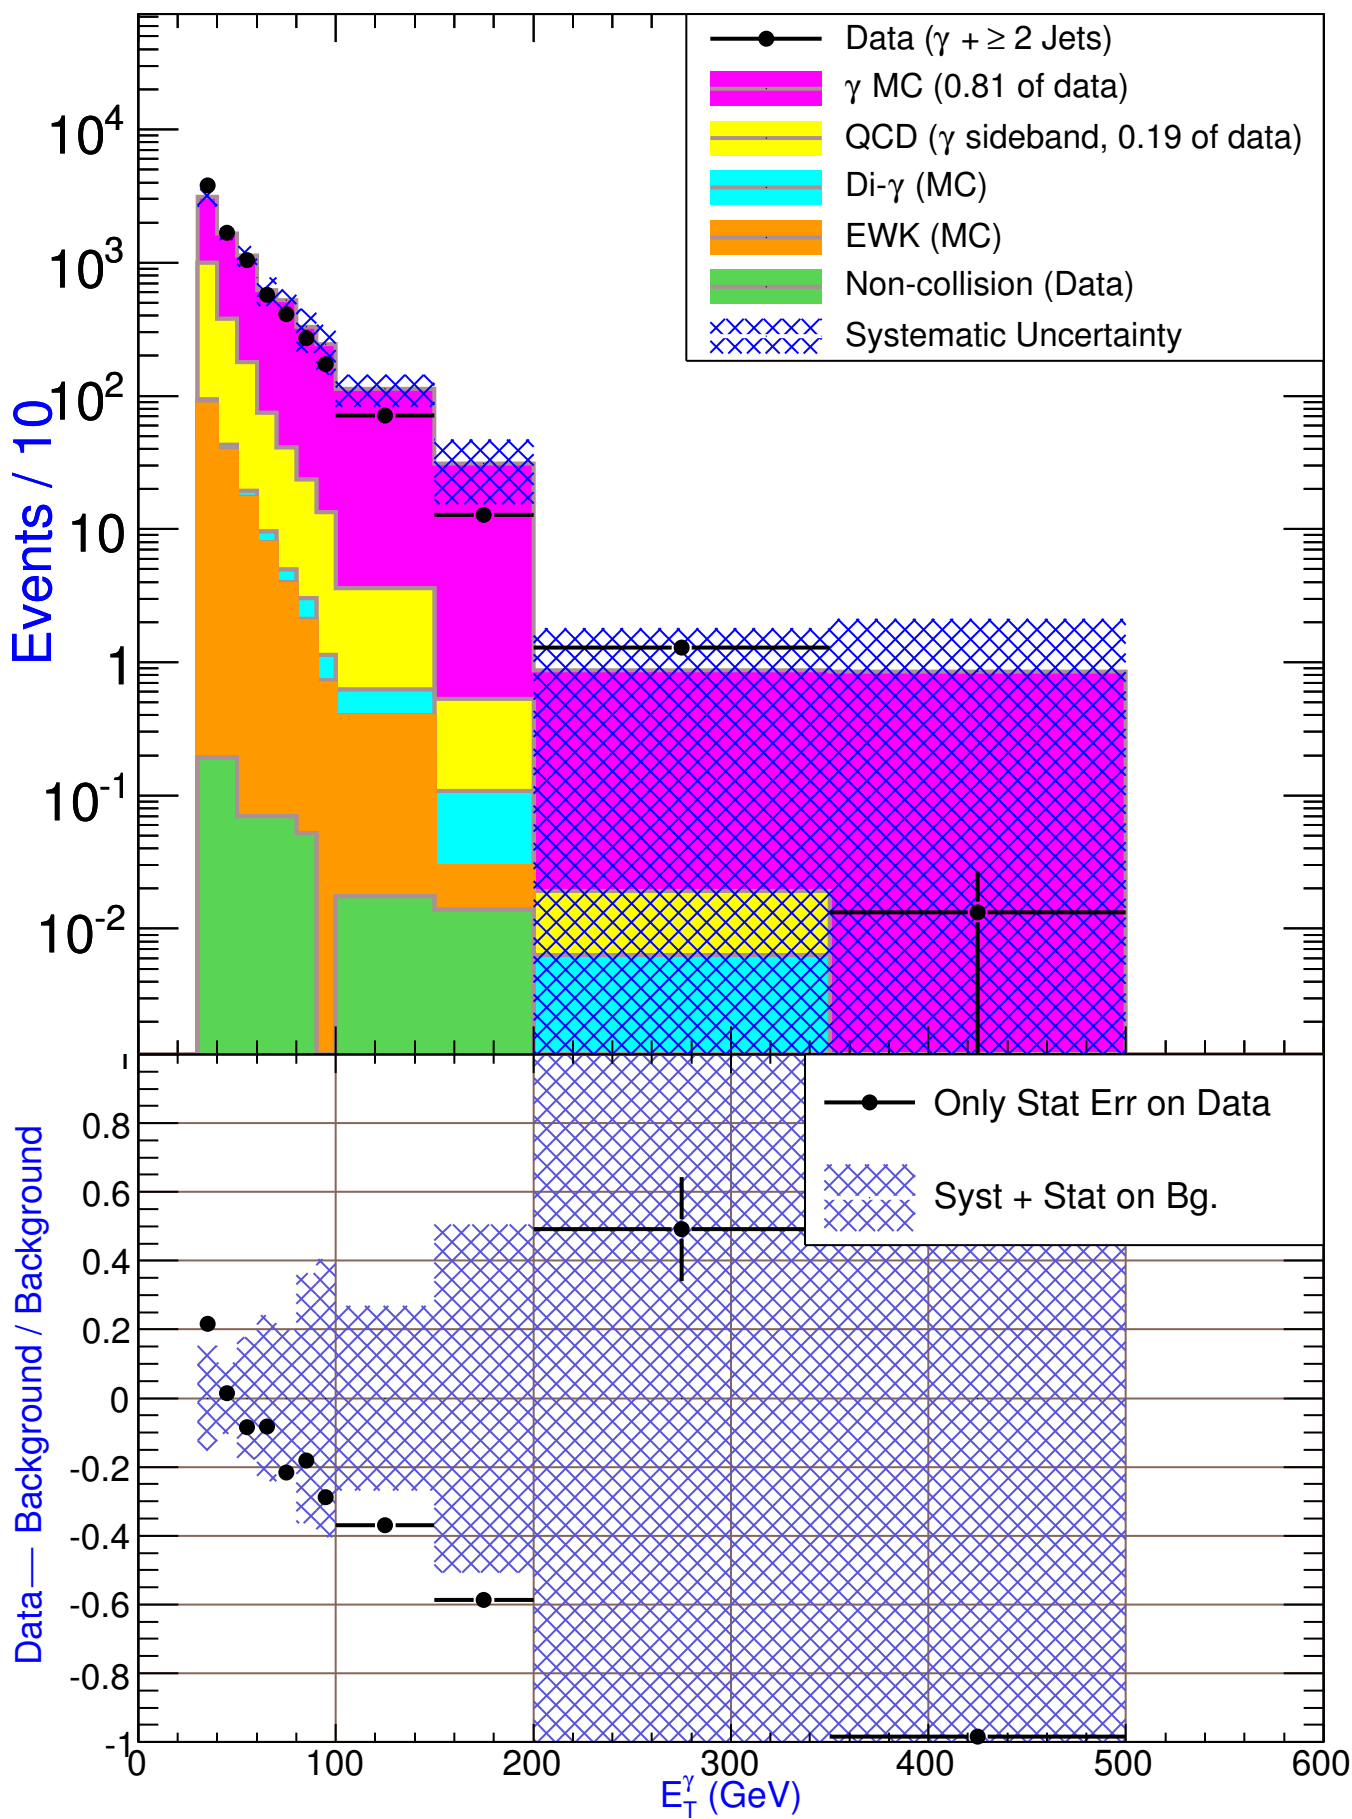 Data (γ + ≥ 2 Jets)
γ MC (0.81 of data)
QCD (γ sideband, 0.19 of data)
Di-γ (MC)
EWK (MC)
Non-collision (Data)
Systematic Uncertainty
Events / 10
10^4
10^3
10^2
10
1
10^-1
10^-2
Only Stat Err on Data
Syst + Stat on Bg.
Data — Background / Background
1
0.8
0.6
0.4
0.2
0
-0.2
-0.4
-0.6
-0.8
-1
0 100 200 300 400 500 600
E_T^γ (GeV)